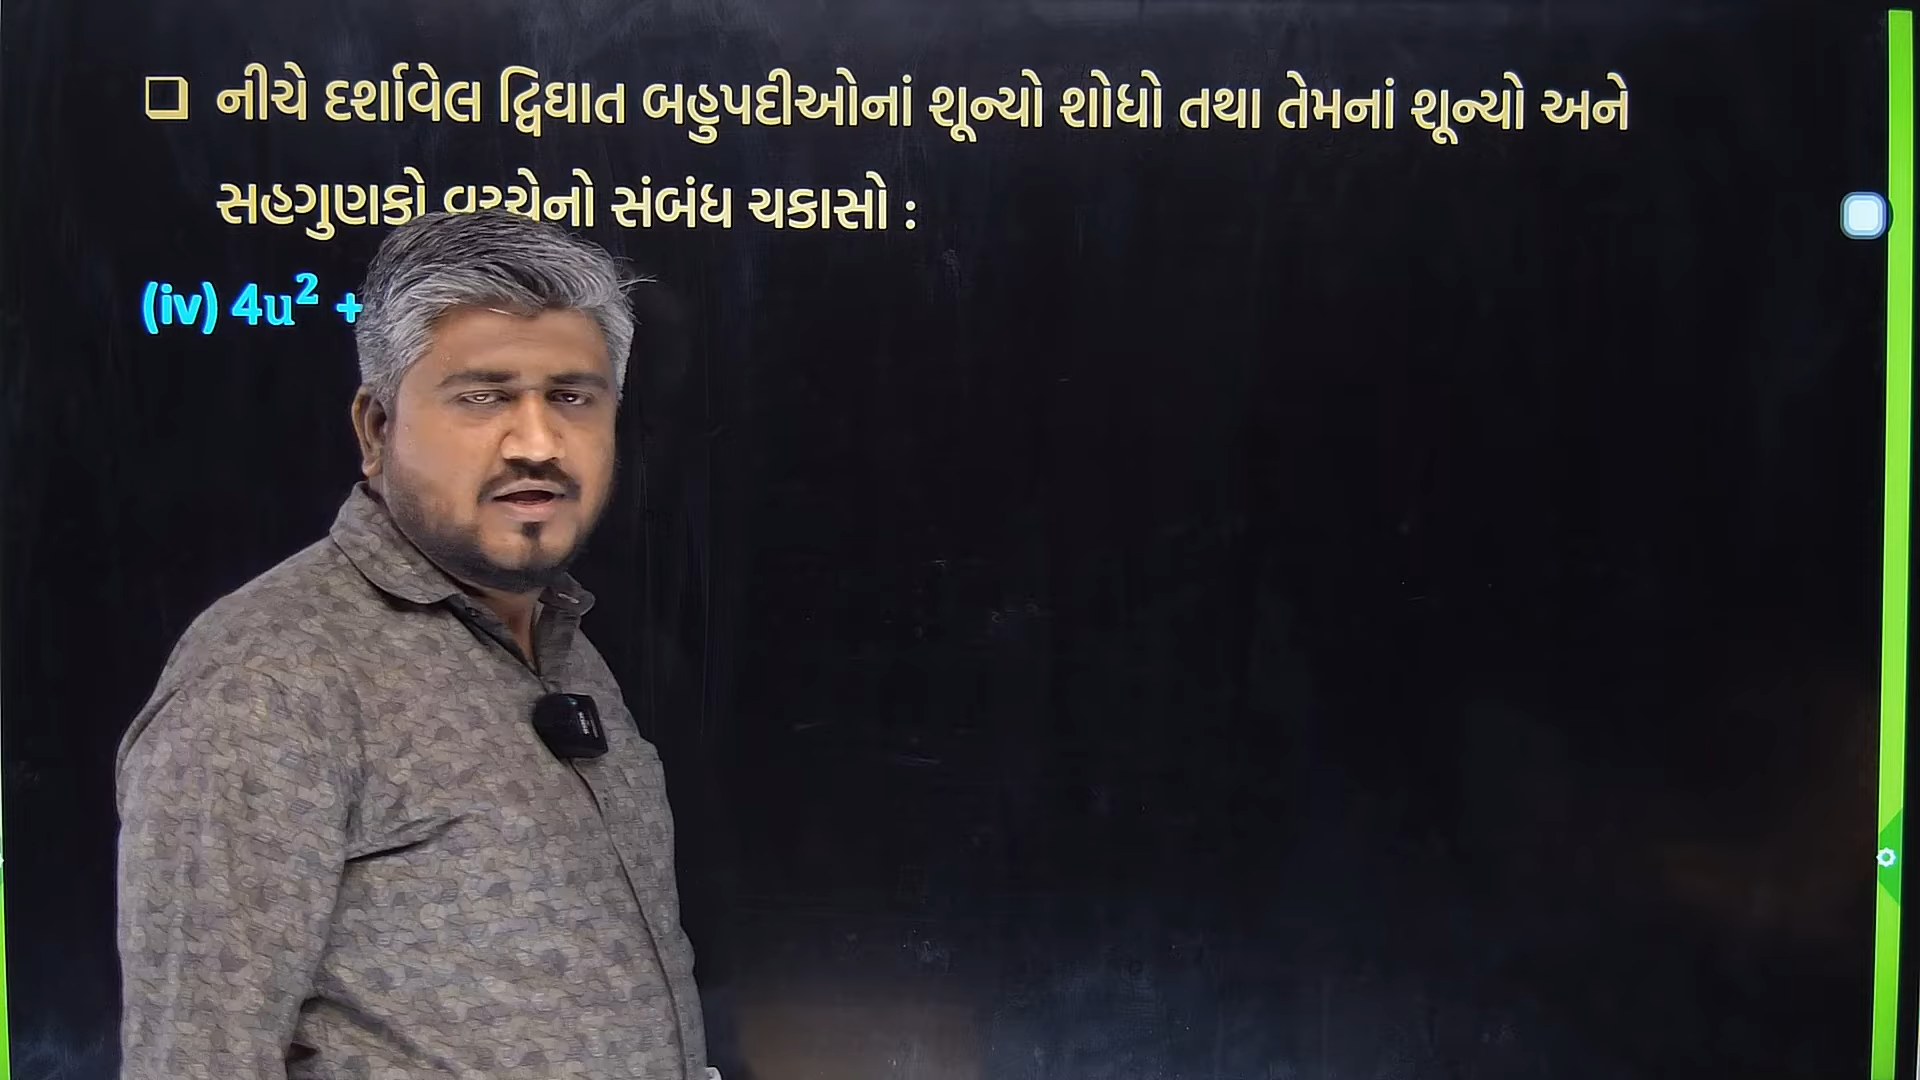 ❑ નીચે દર્શાવેલ દ્વિઘાત બહુપદીઓનાં શૂન્યો શોધો તથા તેમનાં શૂન્યો અને
સહગુણકો વચ્ચેનો સંબંધ ચકાસો :
(iv) 4u² +